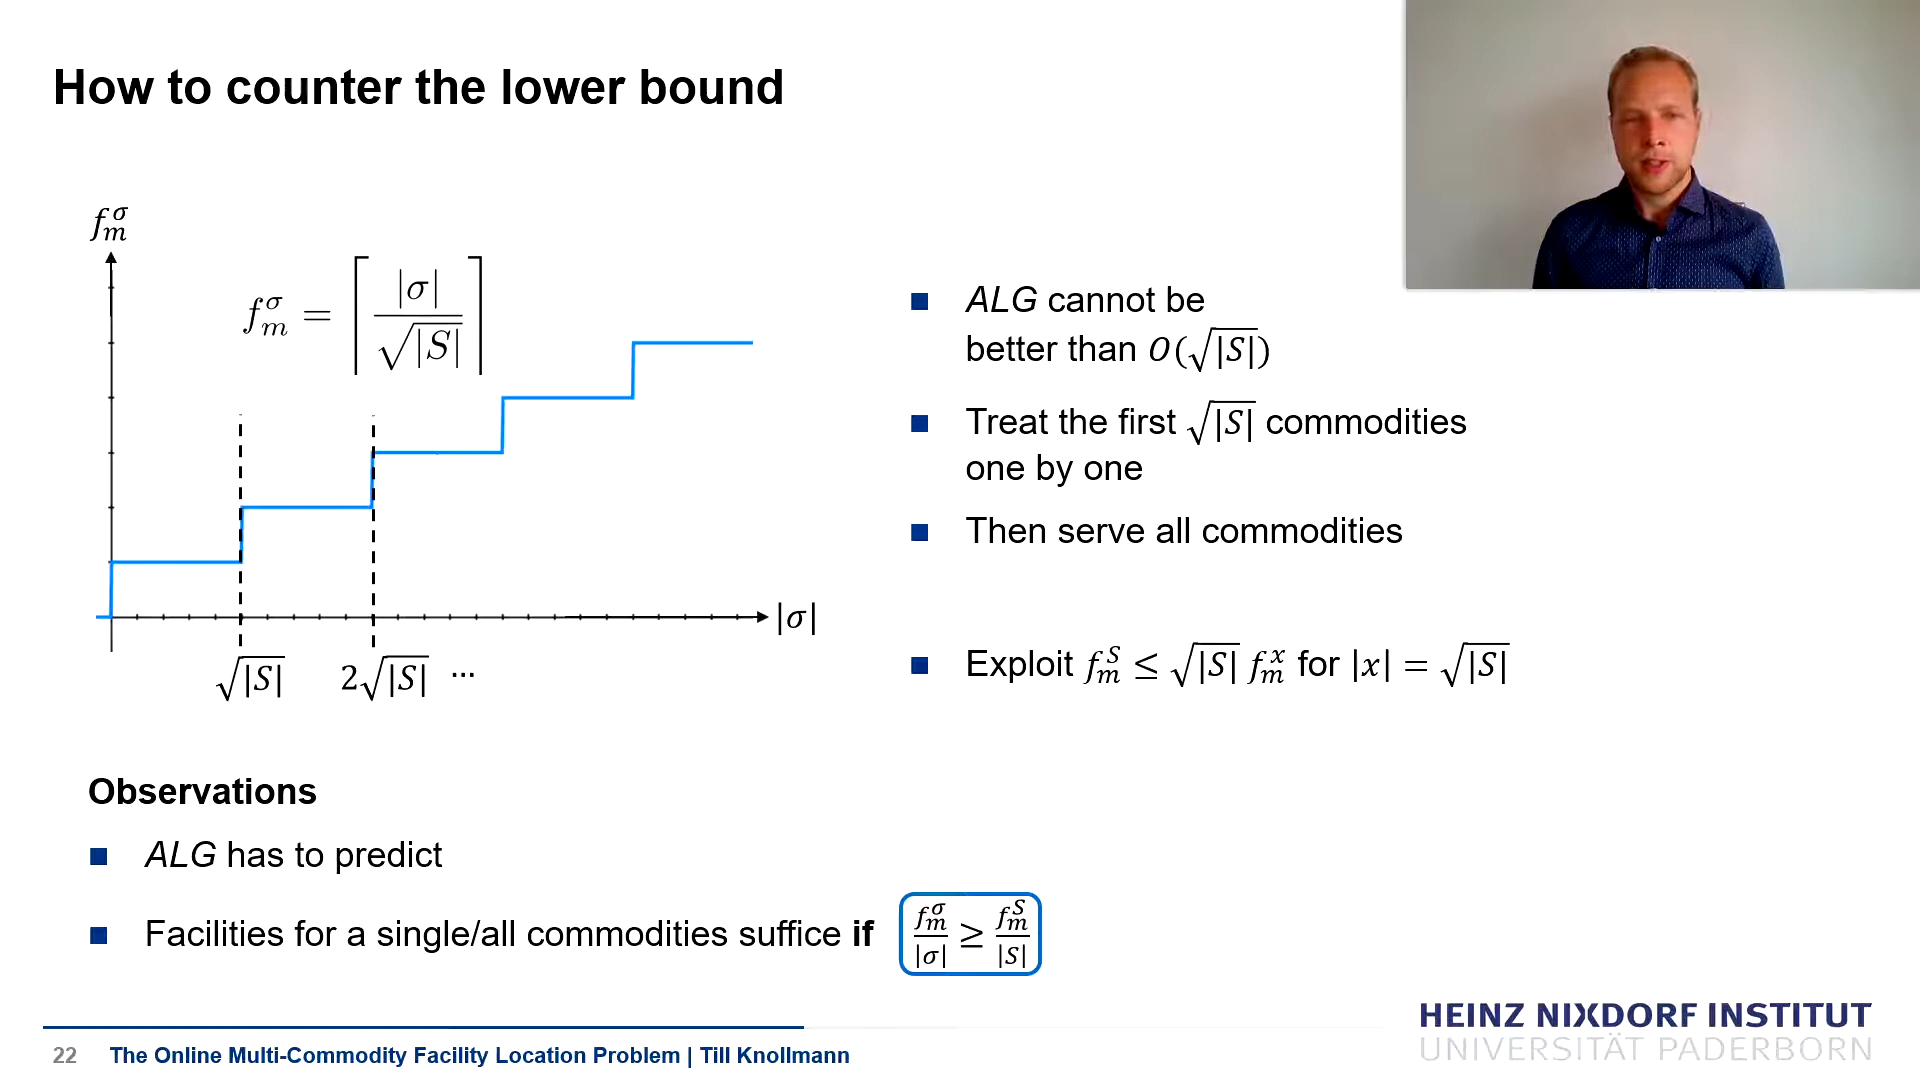 How to counter the lower bound
f_m^σ
f_m^σ = ⌈|σ| / √|S|⌉
|σ|
√|S| 2√|S| ...
ALG cannot be
better than O(√|S|)
Treat the first √|S| commodities
one by one
Then serve all commodities
Exploit f_m^S ≤ √|S| f_m^x for |x| = √|S|
Observations
ALG has to predict
Facilities for a single/all commodities suffice if f_m^σ / |σ| ≥ f_m^S / |S|
22 The Online Multi-Commodity Facility Location Problem | Till Knollmann
HEINZ NIXDORF INSTITUT
UNIVERSITÄT PADERBORN